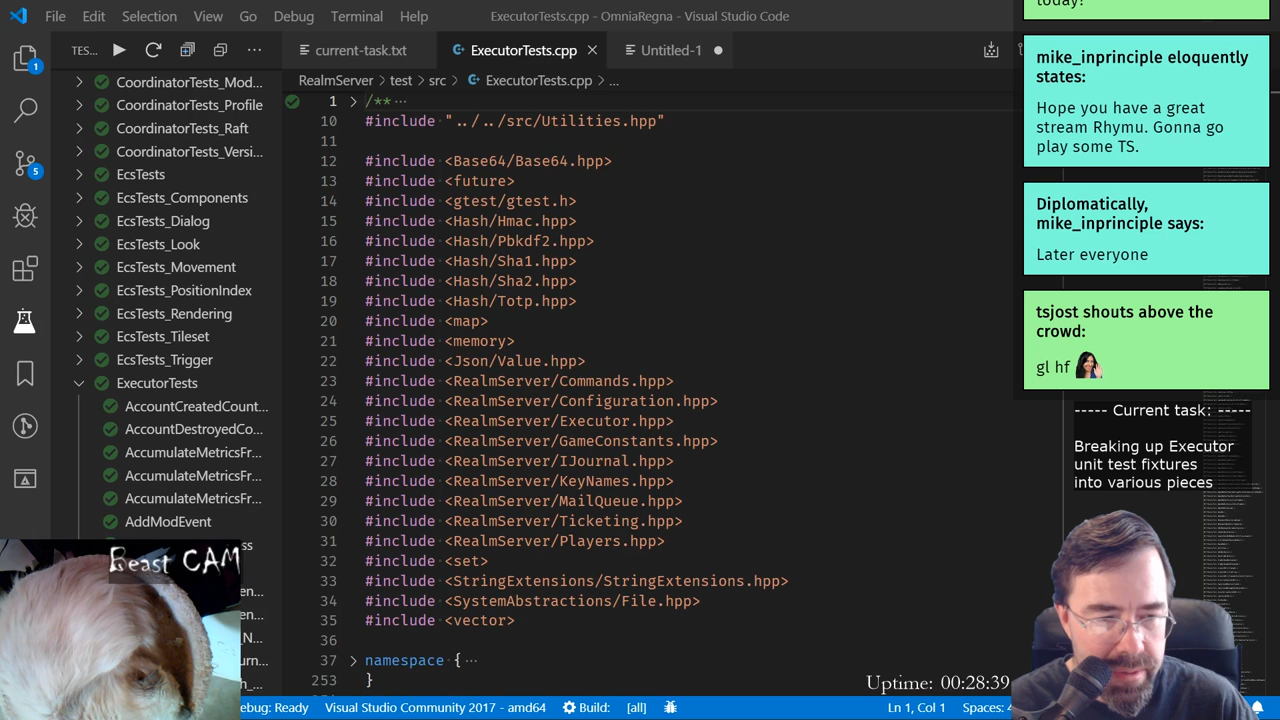 File Edit Selection View Go Debug Terminal Help
ExecutorTests.cpp - OmniaRegna - Visual Studio Code
TES...
current-task.txt
ExecutorTests.cpp
Untitled-1
RealmServer > test > src > ExecutorTests.cpp > ...
CoordinatorTests_Mod...
CoordinatorTests_Profile
CoordinatorTests_Raft
CoordinatorTests_Versi...
EcsTests
EcsTests_Components
EcsTests_Dialog
EcsTests_Look
EcsTests_Movement
EcsTests_PositionIndex
EcsTests_Rendering
EcsTests_Tileset
EcsTests_Trigger
ExecutorTests
AccountCreatedCount...
AccountDestroyedCo...
AccumulateMetricsFr...
AccumulateMetricsFr...
AccumulateMetricsFr...
AddNewEvent
1 /** ...
10 #include "../../src/Utilities.hpp"
11
12 #include <Base64/Base64.hpp>
13 #include <future>
14 #include <gtest/gtest.h>
15 #include <Hash/Hmac.hpp>
16 #include <Hash/Pbkdf2.hpp>
17 #include <Hash/Sha1.hpp>
18 #include <Hash/Sha2.hpp>
19 #include <Hash/Totp.hpp>
20 #include <map>
21 #include <memory>
22 #include <Json/Value.hpp>
23 #include <RealmServer/Commands.hpp>
24 #include <RealmServer/Configuration.hpp>
25 #include <RealmServer/Executor.hpp>
26 #include <RealmServer/GameConstants.hpp>
27 #include <RealmServer/IJournal.hpp>
28 #include <RealmServer/KeyNames.hpp>
29 #include <RealmServer/MailQueue.hpp>
30 #include <RealmServer/Ticketing.hpp>
31 #include <RealmServer/Player.hpp>
32 #include <set>
33 #include <StringExtensions/StringExtensions.hpp>
34 #include <SystemAbstractions/File.hpp>
35 #include <vector>
36
37 namespace { ...
253 }
today!
mike_inprinciple eloquently
states:
Hope you have a great
stream Rhymu. Gonna go
play some TS.
Diplomatically,
mike_inprinciple says:
Later everyone
tsjost shouts above the
crowd:
gl hf
----- Current task: -----
Breaking up Executor
unit test fixtures
into various pieces
Rear CAM
Uptime: 00:28:39
ebug: Ready
Visual Studio Community 2017 - amd64
Build: [all]
Ln 1, Col 1
Spaces: 4
1
5